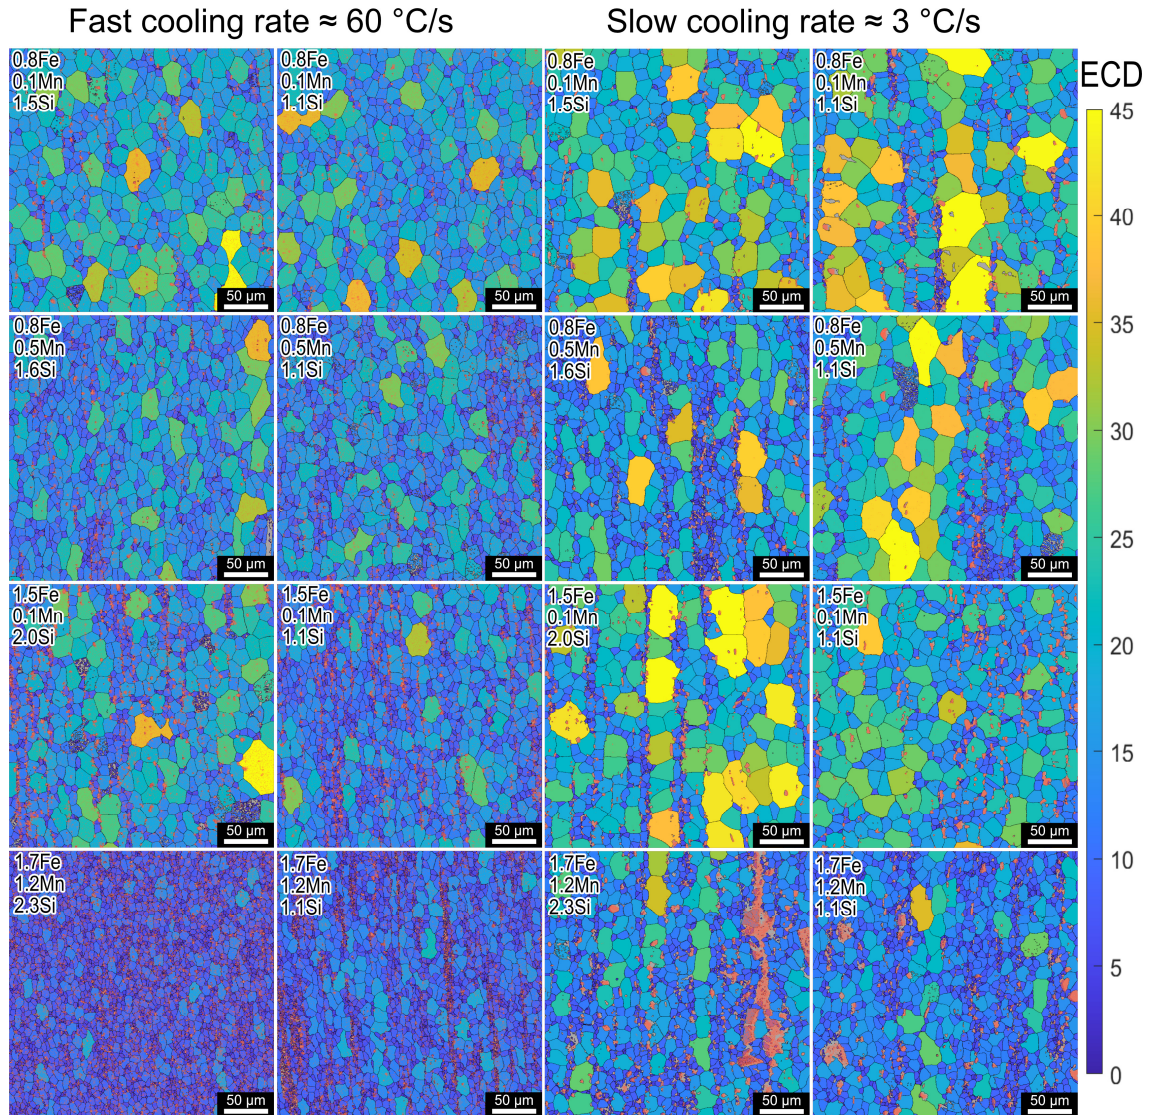 Fast cooling rate ≈ 60 °C/s
Slow cooling rate ≈ 3 °C/s
ECD
0.8Fe
0.1Mn
1.5Si
50 µm
0.8Fe
0.1Mn
1.1Si
50 µm
0.8Fe
0.1Mn
1.5Si
50 µm
0.8Fe
0.1Mn
1.1Si
50 µm
0.8Fe
0.5Mn
1.6Si
50 µm
0.8Fe
0.5Mn
1.1Si
50 µm
0.8Fe
0.5Mn
1.6Si
50 µm
0.8Fe
0.5Mn
1.1Si
50 µm
1.5Fe
0.1Mn
2.0Si
50 µm
1.5Fe
0.1Mn
1.1Si
50 µm
1.5Fe
0.1Mn
2.0Si
50 µm
1.5Fe
0.1Mn
1.1Si
50 µm
1.7Fe
1.2Mn
2.3Si
50 µm
1.7Fe
1.2Mn
1.1Si
50 µm
1.7Fe
1.2Mn
2.3Si
50 µm
1.7Fe
1.2Mn
1.1Si
50 µm
45
40
35
30
25
20
15
10
5
0